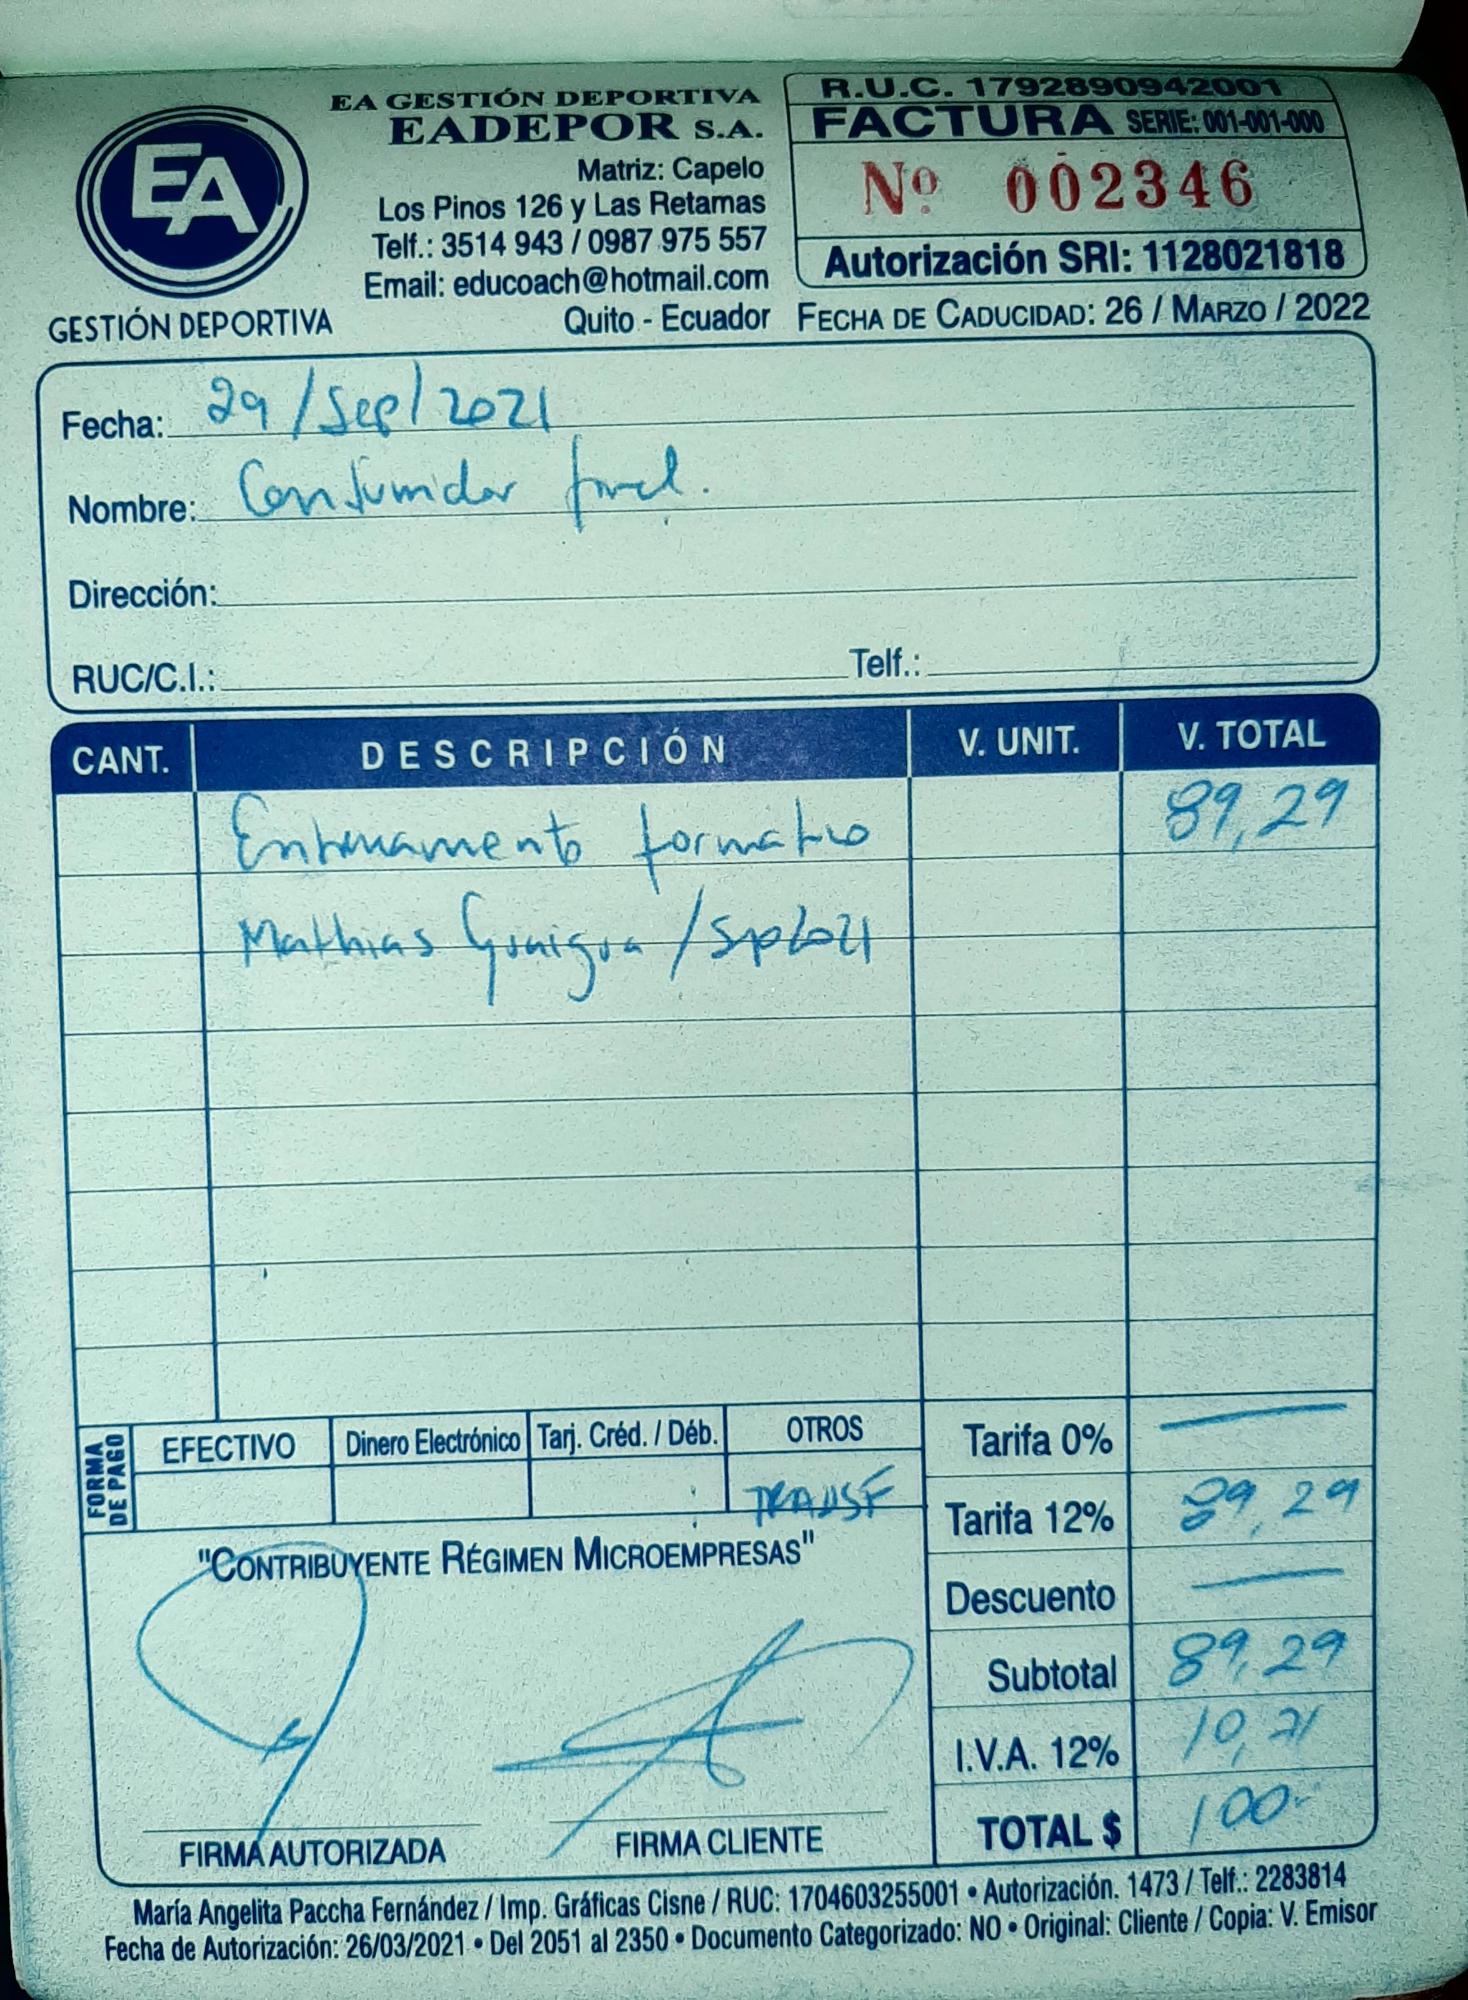 EA
GESTIÓN DEPORTIVA
EA GESTIÓN DEPORTIVA
EADEPOR S.A.
Matriz: Capelo
Los Pinos 126 y Las Retamas
Telf.: 3514 943 / 0987 975 557
Email: educoach@hotmail.com
Quito - Ecuador
R.U.C. 1792890942001
FACTURA SERIE: 001-001-000
Nº 002346
Autorización SRI: 1128021818
FECHA DE CADUCIDAD: 26 / MARZO / 2022
Fecha: 29/Sep/2021
Nombre: Consumidor final.
Dirección:
RUC/C.I.: Telf.:
CANT. DESCRIPCIÓN V. UNIT. V. TOTAL
Entrenamiento formativo 89,29
Mathias Guaigua /Sep2021
FORMA DE PAGO
EFECTIVO Dinero Electrónico Tarj. Créd. / Déb. OTROS
TRANSF
"CONTRIBUYENTE RÉGIMEN MICROEMPRESAS"
Tarifa 0% —
Tarifa 12% 89,29
Descuento —
Subtotal 89,29
I.V.A. 12% 10,71
TOTAL $ 100.-
FIRMA AUTORIZADA FIRMA CLIENTE
María Angelita Paccha Fernández / Imp. Gráficas Cisne / RUC: 1704603255001 • Autorización. 1473 / Telf.: 2283814
Fecha de Autorización: 26/03/2021 • Del 2051 al 2350 • Documento Categorizado: NO • Original: Cliente / Copia: V. Emisor